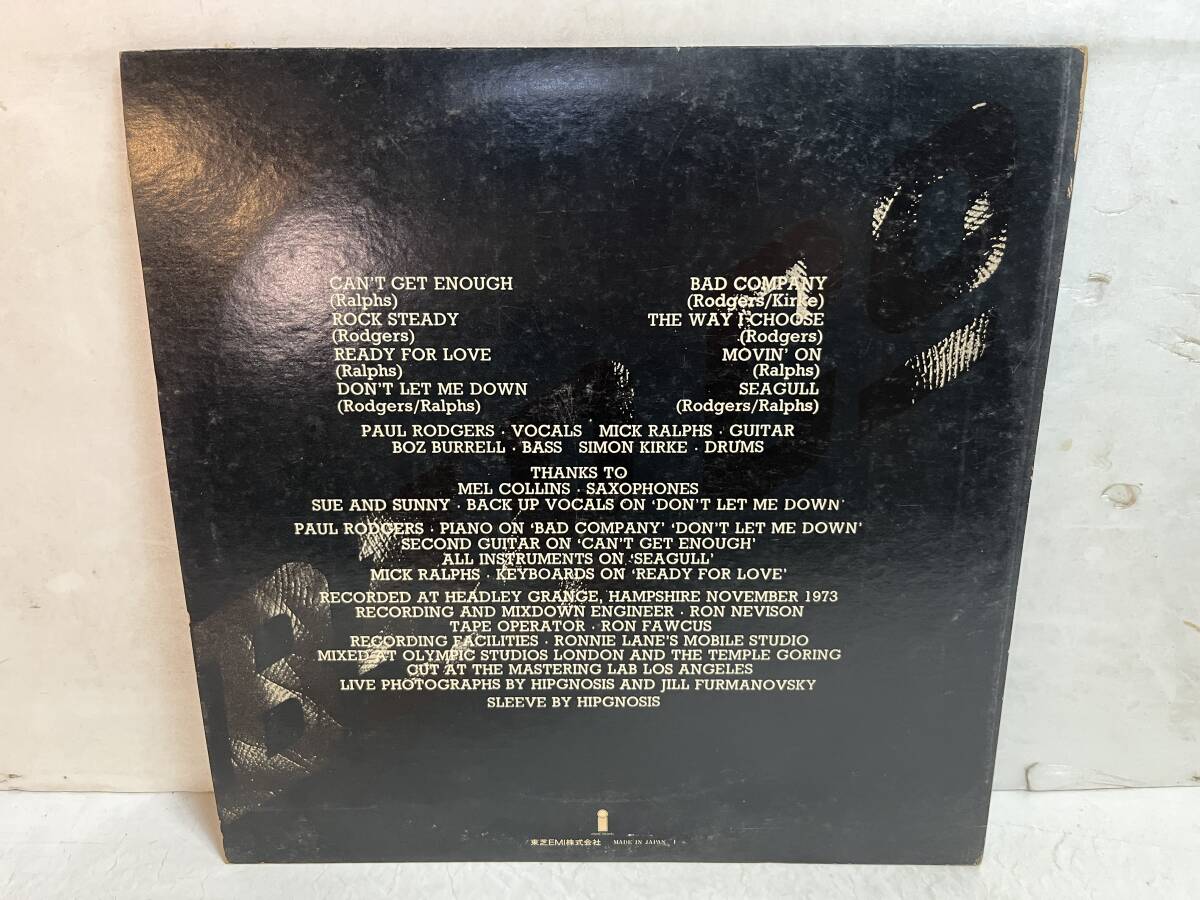 CAN'T GET ENOUGH
(Ralphs)
ROCK STEADY
(Rodgers)
READY FOR LOVE
(Ralphs)
DON'T LET ME DOWN
(Rodgers/Ralphs)
BAD COMPANY
(Rodgers/Kirke)
THE WAY I CHOOSE
(Rodgers)
MOVIN' ON
(Ralphs)
SEAGULL
(Rodgers/Ralphs)
PAUL RODGERS · VOCALS MICK RALPHS · GUITAR
BOZ BURRELL · BASS SIMON KIRKE · DRUMS
THANKS TO
MEL COLLINS · SAXOPHONES
SUE AND SUNNY · BACK UP VOCALS ON 'DON'T LET ME DOWN'
PAUL RODGERS · PIANO ON 'BAD COMPANY' 'DON'T LET ME DOWN'
SECOND GUITAR ON 'CAN'T GET ENOUGH'
ALL INSTRUMENTS ON 'SEAGULL'
MICK RALPHS · KEYBOARDS ON 'READY FOR LOVE'
RECORDED AT HEADLEY GRANGE, HAMPSHIRE NOVEMBER 1973
RECORDING AND MIXDOWN ENGINEER · RON NEVISON
TAPE OPERATOR · RON FAWCUS
RECORDING FACILITIES · RONNIE LANE'S MOBILE STUDIO
MIXED AT OLYMPIC STUDIOS LONDON AND THE TEMPLE GORING
CUT AT THE MASTERING LAB LOS ANGELES
LIVE PHOTOGRAPHS BY HIPGNOSIS AND JILL FURMANOVSKY
SLEEVE BY HIPGNOSIS
東芝EMI株式会社 MADE IN JAPAN